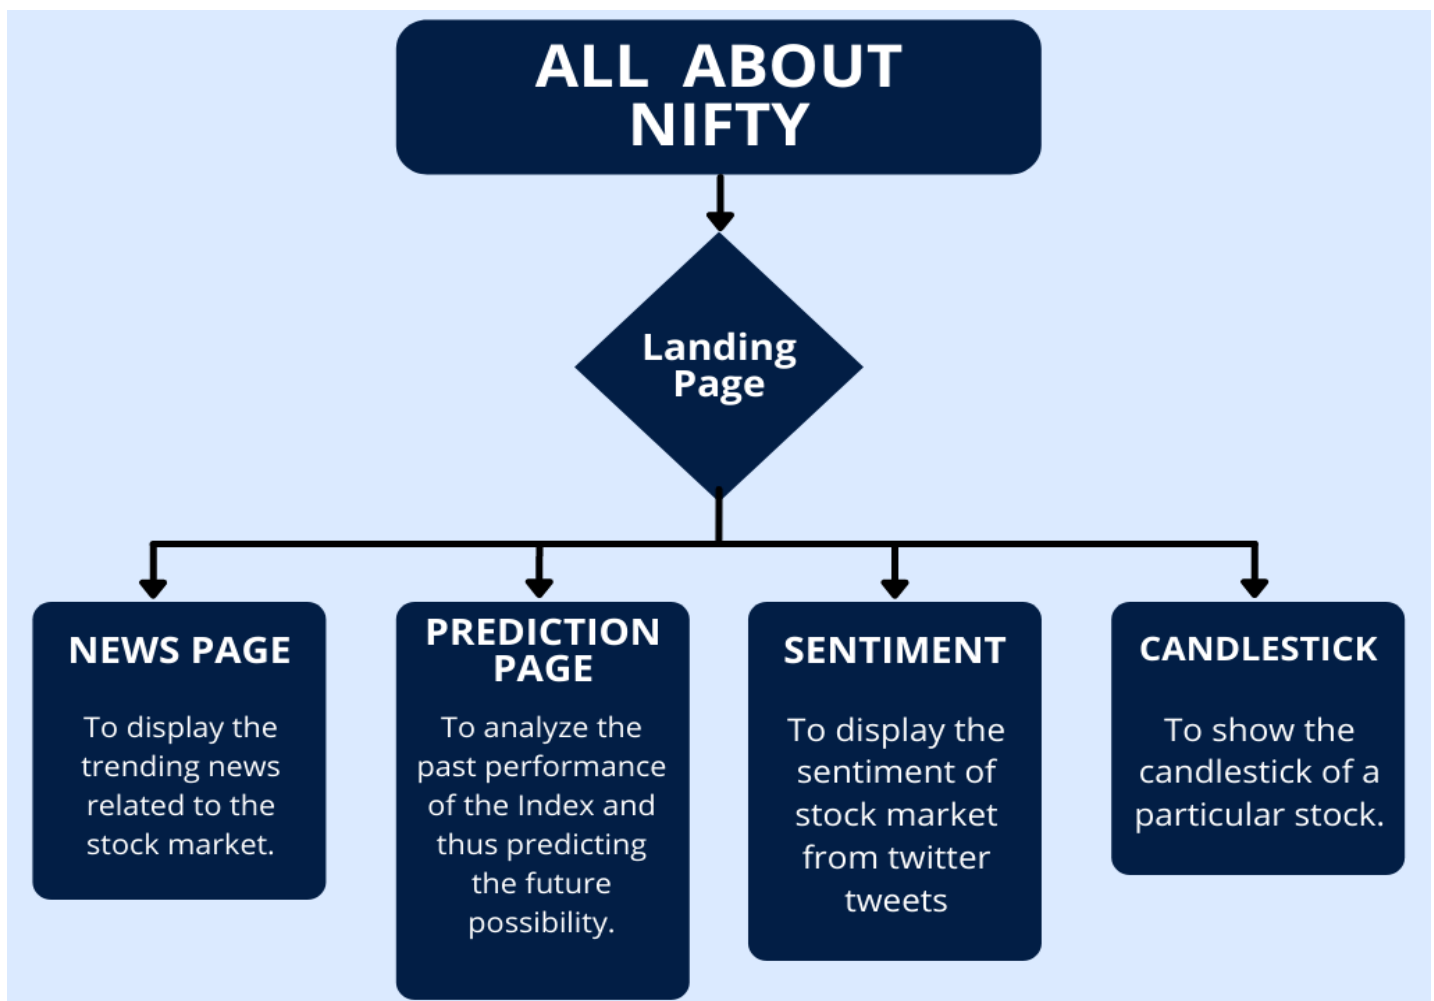 ALL ABOUT
NIFTY
Landing
Page
NEWS PAGE
To display the
trending news
related to the
stock market.
PREDICTION
PAGE
To analyze the
past performance
of the Index and
thus predicting
the future
possibility.
SENTIMENT
To display the
sentiment of
stock market
from twitter
tweets
CANDLESTICK
To show the
candlestick of a
particular stock.